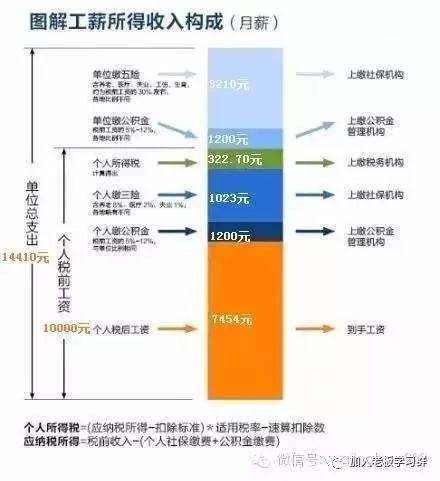 图解工薪所得收入构成（月薪）
单位缴五险
含养老、医疗、失业、工伤、生育,
约为税前工资的30%左右,
各地比例不同
3210元
上缴社保机构
单位缴公积金
税前工资的5%~12%,
各地比例不同
1200元
上缴公积金
管理机构
个人所得税
计算得出
322.70元
上缴税务机构
个人缴三险
含养老8%、医疗2%、失业1%;
各地略有不同
1023元
上缴社保机构
个人缴公积金
税前工资的5%~12%,
与单位比例相同
1200元
上缴公积金
管理机构
单位总支出
14410元
个人税前工资
10000元
个人税后工资
7454元
到手工资
个人所得税=(应纳税所得-扣除标准)*适用税率-速算扣除数
应纳税所得=税前收入-(个人社保缴费+公积金缴费)
微信号:
加入老板学习群